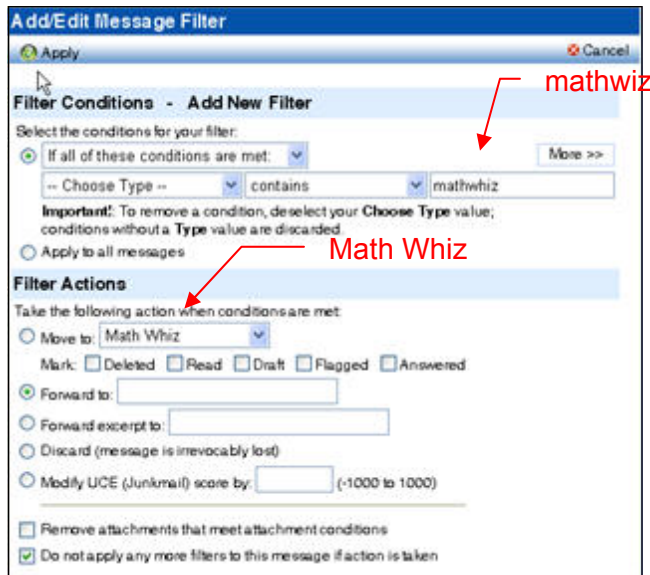 Add/Edit Message Filter
Apply Cancel
mathwiz
Filter Conditions - Add New Filter
Select the conditions for your filter:
If all of these conditions are met: More >>
-- Choose Type -- contains mathwhiz
Important!: To remove a condition, deselect your Choose Type value;
conditions without a Type value are discarded.
Apply to all messages
Math Whiz
Filter Actions
Take the following action when conditions are met:
Move to: Math Whiz
Mark: Deleted Read Draft Flagged Answered
Forward to:
Forward excerpt to:
Discard (message is irrevocably lost)
Modify UCE (Junkmail) score by: (-1000 to 1000)
Remove attachments that meet attachment conditions
Do not apply any more filters to this message if action is taken